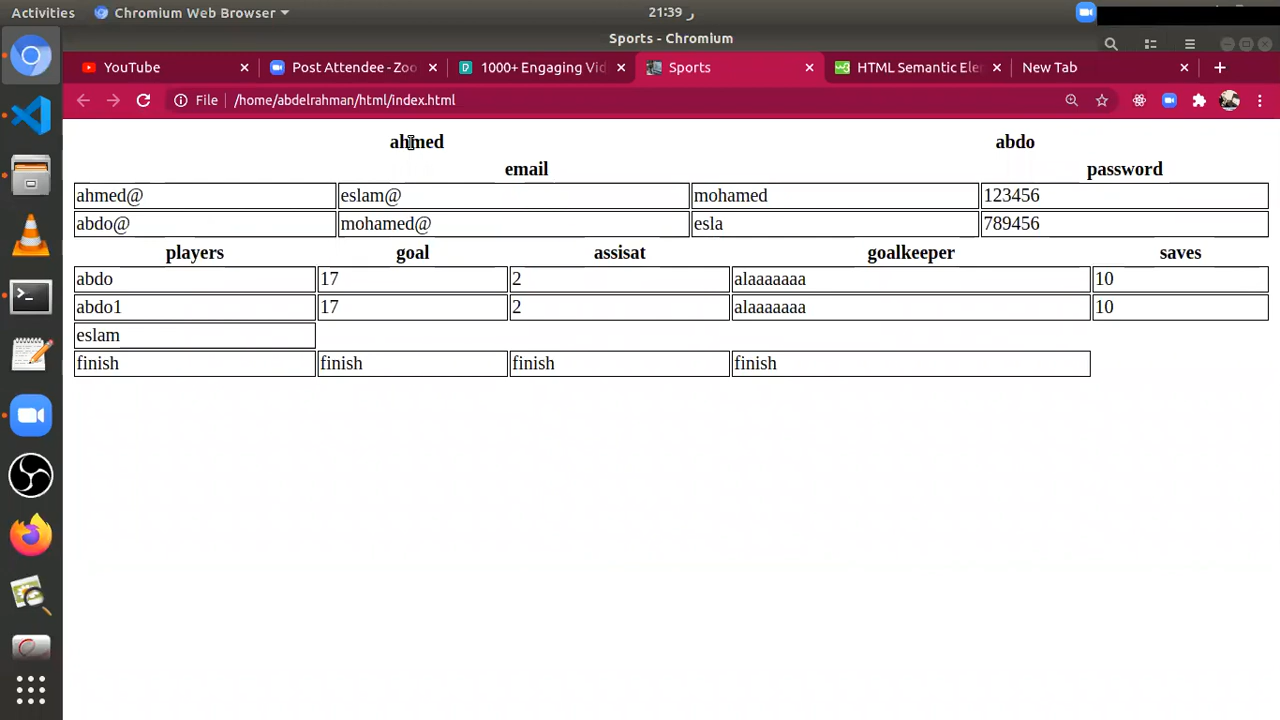 Activities Chromium Web Browser 21:39 ر
Sports - Chromium
YouTube Post Attendee - Zoo 1000+ Engaging Vid Sports HTML Semantic Ele New Tab
File /home/abdelrahman/html/index.html
ahmed abdo
email password
ahmed@ eslam@ mohamed 123456
abdo@ mohamed@ esla 789456
players goal assisat goalkeeper saves
abdo 17 2 alaaaaaaa 10
abdo1 17 2 alaaaaaaa 10
eslam
finish finish finish finish